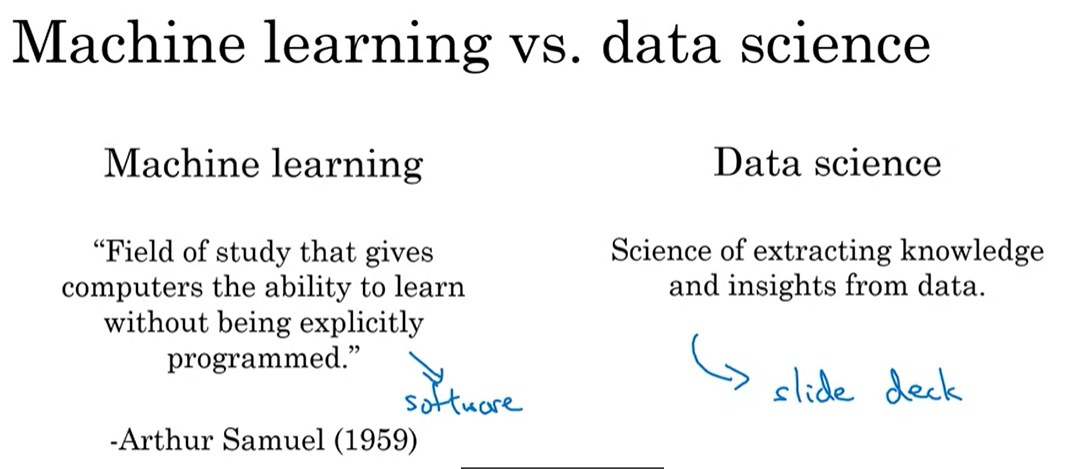 Machine learning vs. data science
Machine learning
“Field of study that gives
computers the ability to learn
without being explicitly
programmed.”
software
-Arthur Samuel (1959)
Data science
Science of extracting knowledge
and insights from data.
slide deck